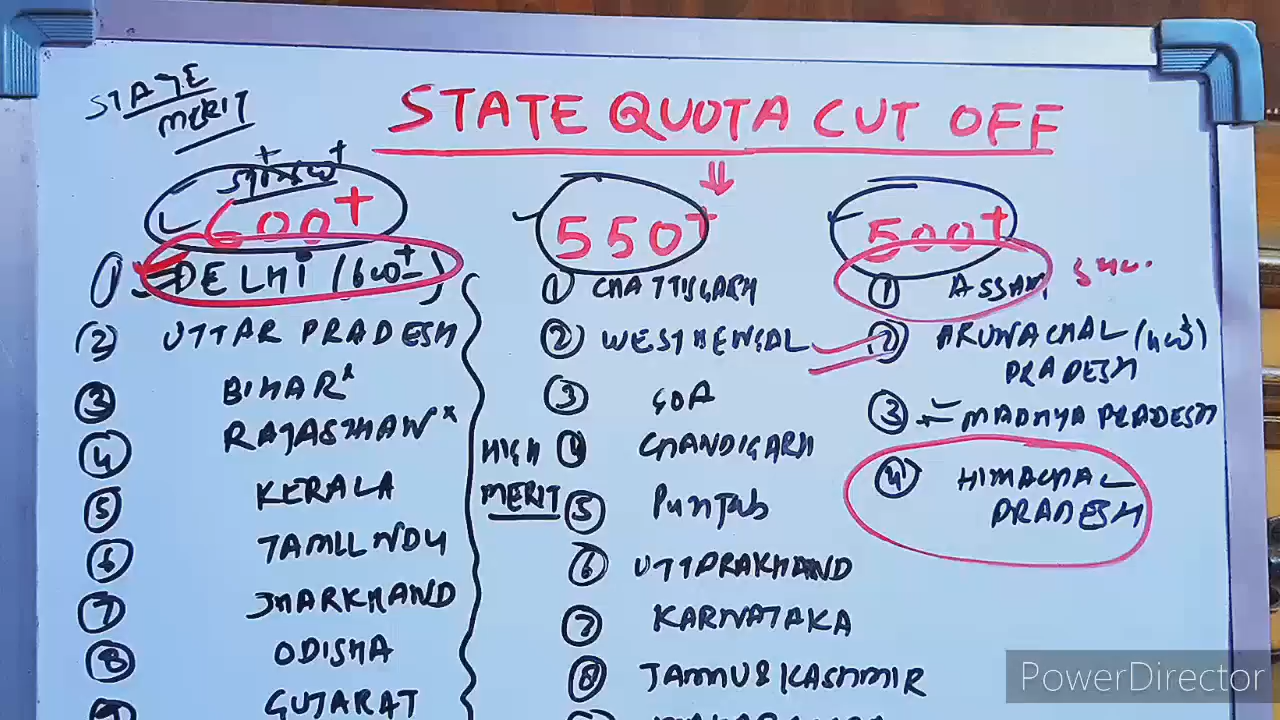 STATE
MERIT
STATE QUOTA CUT OFF
600+
① DELHI (600+)
② UTTAR PRADESH
③ BIHAR
④ RAJASTHAN
⑤ KERALA
⑥ TAMILNDU
⑦ JHARKHAND
⑧ ODISHA
GUJARAT
HIGH
MERIT
550+
① CHATTISGARH
② WEST BENGAL
③ GOA
④ CHANDIGARH
⑤ PUNJAB
⑥ UTTPRAKHAND
⑦ KARNATAKA
⑧ JAMMU & KASHMIR
500+
① ASSAM
② ARUNACHAL
PRADESH
③ MADHYA PRADESH
④ HIMACHAL
PRADESH
PowerDirector